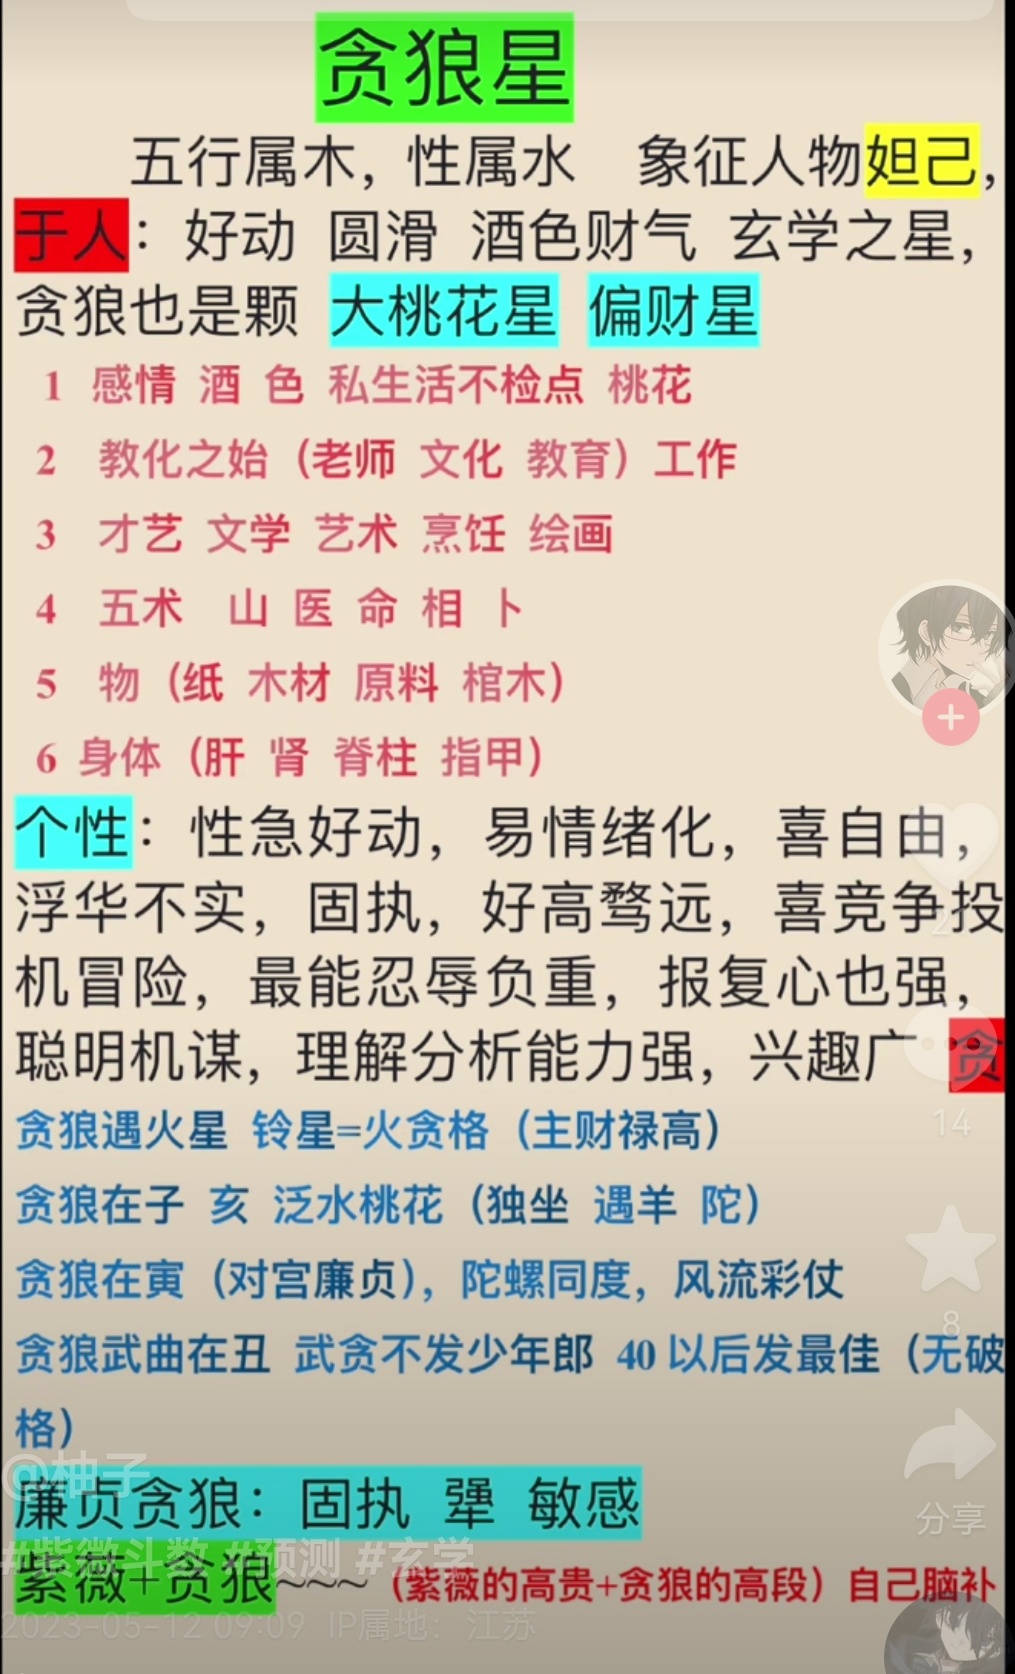 贪狼星
五行属木，性属水　象征人物妲己，
于人：好动 圆滑 酒色财气 玄学之星，
贪狼也是颗 大桃花星 偏财星
1 感情 酒 色 私生活不检点 桃花
2 教化之始（老师 文化 教育）工作
3 才艺 文学 艺术 烹饪 绘画
4 五术 山 医 命 相 卜
5 物（纸 木材 原料 棺木）
6 身体（肝 肾 脊柱 指甲）
个性：性急好动，易情绪化，喜自由，
浮华不实，固执，好高骛远，喜竞争投
机冒险，最能忍辱负重，报复心也强，
聪明机谋，理解分析能力强，兴趣广 贪
14
贪狼遇火星 铃星=火贪格（主财禄高）
贪狼在子 亥 泛水桃花（独坐 遇羊 陀）
贪狼在寅（对宫廉贞），陀螺同度，风流彩仗
8
贪狼武曲在丑 武贪不发少年郎 40以后发最佳（无破
格）
@柚子
廉贞贪狼：固执 犟 敏感
分享
#紫微斗数 #预测 #玄学
紫薇+贪狼~~~（紫薇的高贵+贪狼的高段）自己脑补
2023-05-12 09:09 IP属地：江苏